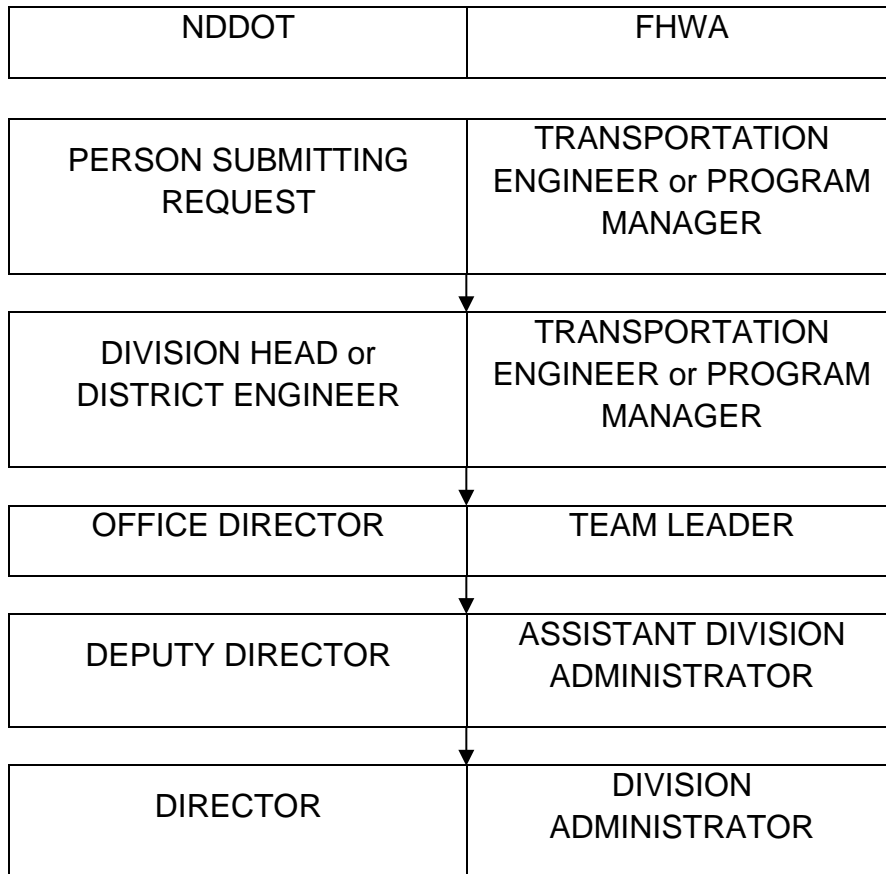 NDDOT
FHWA
PERSON SUBMITTING
REQUEST
TRANSPORTATION
ENGINEER or PROGRAM
MANAGER
DIVISION HEAD or
DISTRICT ENGINEER
TRANSPORTATION
ENGINEER or PROGRAM
MANAGER
OFFICE DIRECTOR
TEAM LEADER
DEPUTY DIRECTOR
ASSISTANT DIVISION
ADMINISTRATOR
DIRECTOR
DIVISION
ADMINISTRATOR